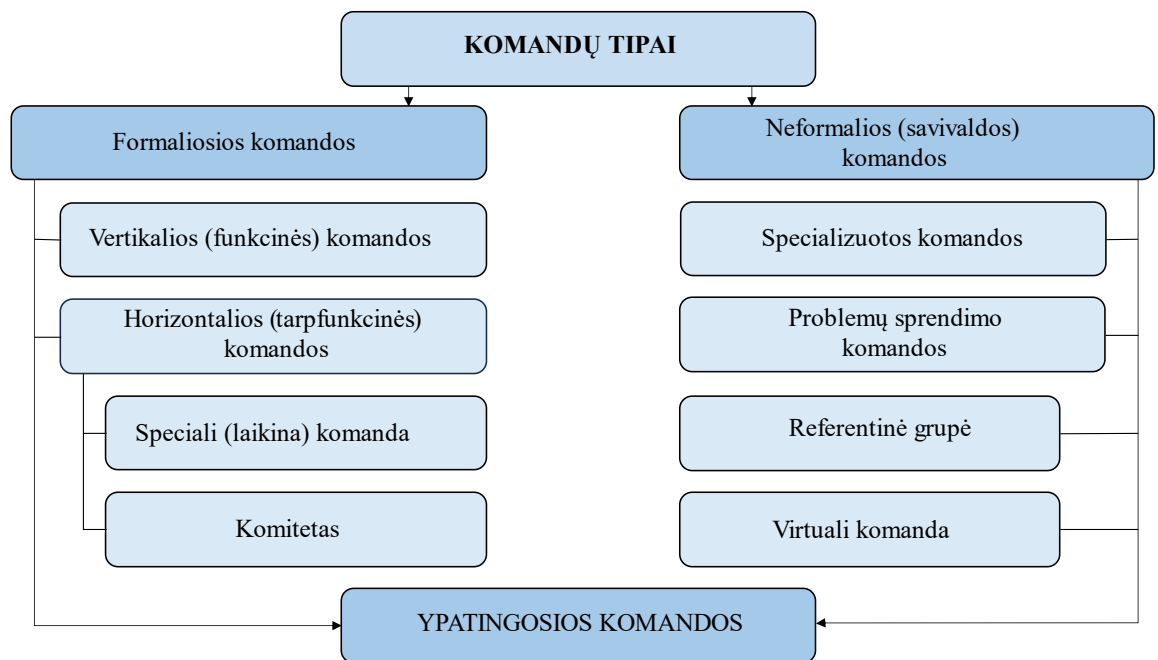 KOMANDŲ TIPAI
Formaliosios komandos
Vertikalios (funkcinės) komandos
Horizontalios (tarpfunkcinės)
komandos
Speciali (laikina) komanda
Komitetas
Neformalios (savivaldos)
komandos
Specializuotos komandos
Problemų sprendimo
komandos
Referentinė grupė
Virtuali komanda
YPATINGOSIOS KOMANDOS